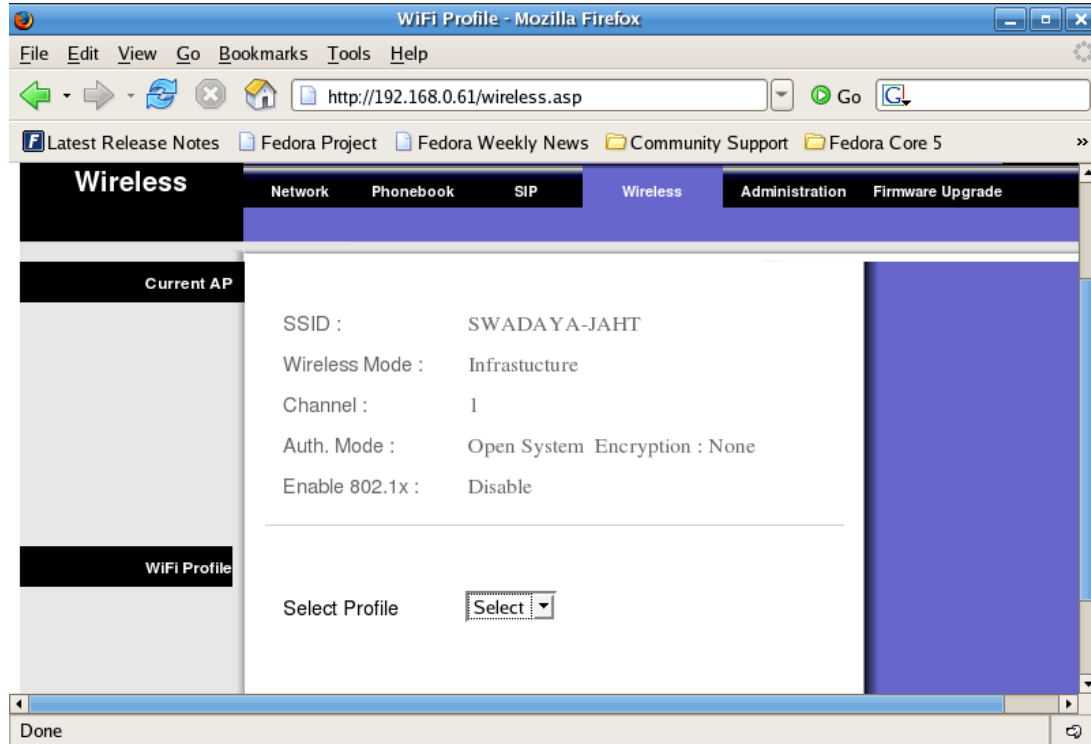 WiFi Profile - Mozilla Firefox
File Edit View Go Bookmarks Tools Help
http://192.168.0.61/wireless.asp Go G
Latest Release Notes Fedora Project Fedora Weekly News Community Support Fedora Core 5 »
Wireless
Network Phonebook SIP Wireless Administration Firmware Upgrade
Current AP
SSID : SWADAYA-JAHT
Wireless Mode : Infrastucture
Channel : 1
Auth. Mode : Open System Encryption : None
Enable 802.1x : Disable
WiFi Profile
Select Profile Select
Done